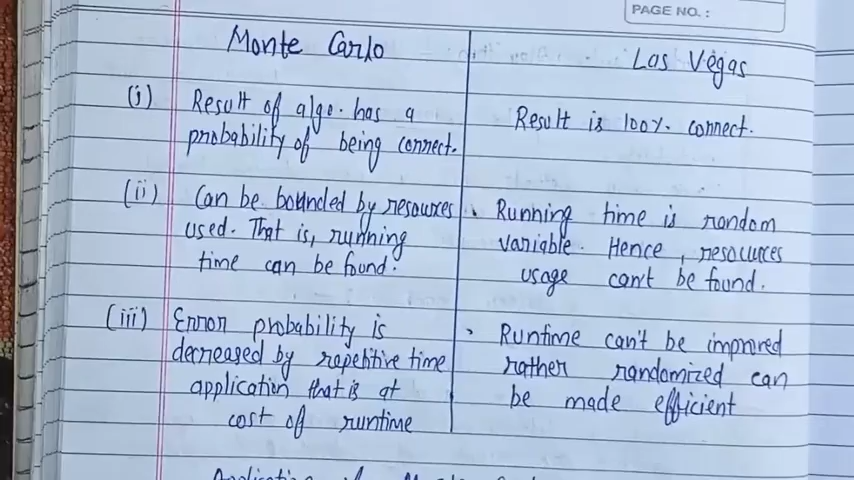 PAGE NO. :
Monte Carlo
Las Vegas
(i) Result of algo. has a
probability of being correct.
Result is 100%. correct.
(ii) Can be bounded by resources
used. That is, running
time can be found.
Running time is random
variable. Hence, resources
usage can't be found.
(iii) Error probability is
decreased by repetitive time
application that is at
cost of runtime
Runtime can't be improved
rather randomized can
be made efficient